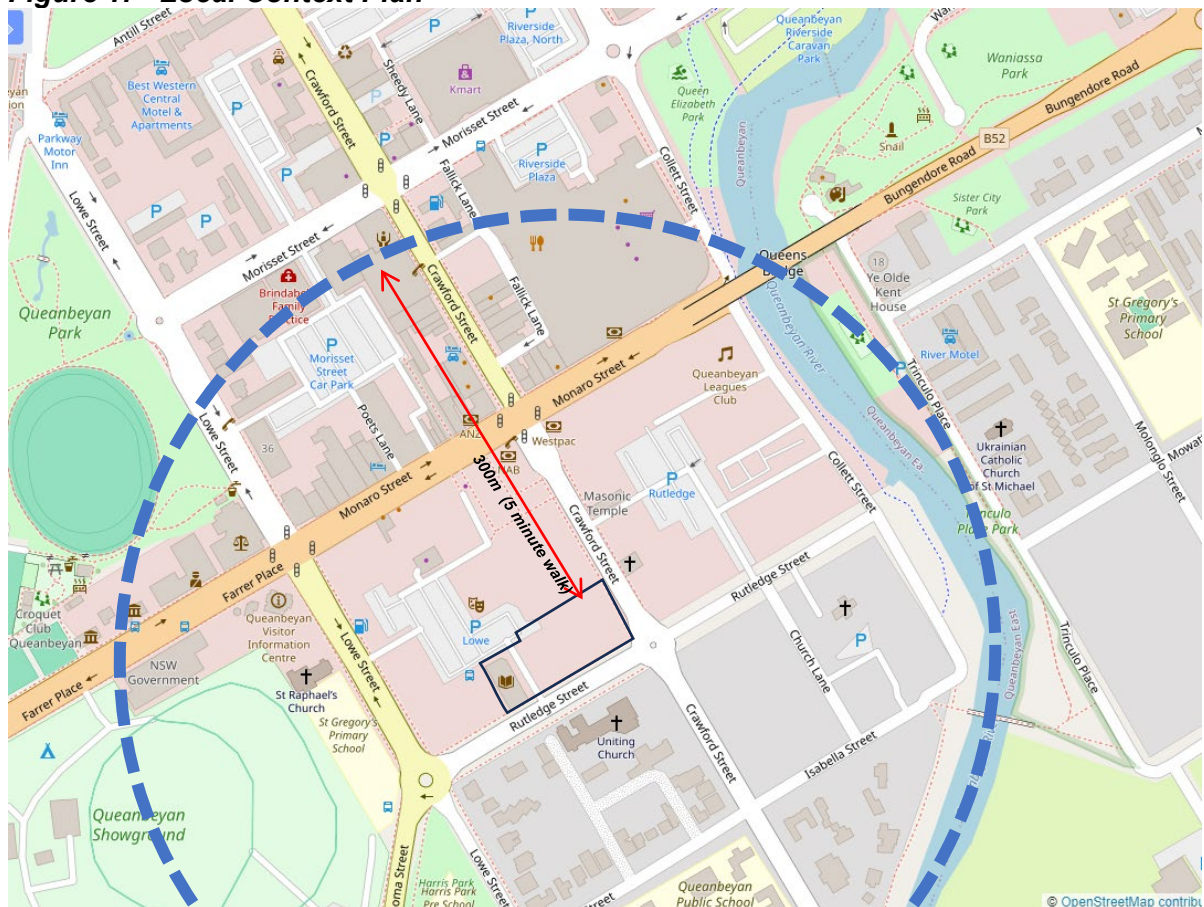 Figure 1: Local Context Plan
Antill Street
Crawford Street
Sheedy Lane
Riverside
Plaza, North
Queanbeyan
Riverside
Caravan
Park
Waniassa
Park
Bungendore Road
B52
Bungendore Road
Best Western
Central
Motel &
Apartments
P
Kmart
Queen
Elizabeth
Park
Snail
Parkway
Motor
Inn
P
Morisset Street
P
Riverside
Plaza
Collett Street
Queanbeyan
Sister City
Park
Lowe Street
P
P
P
Fallick Lane
Morisset Street
Crawford Street
Fallick Lane
Queens
Bridge
18
Ye Olde
Kent
House
St Gregory's
Primary
School
Queanbeyan
Park
P
Morisset
Street
Car Park
Monaro Street
Queanbeyan
Leagues
Club
Queanbeyan River
P
River Motel
Trinculo Place
Lowe Street
36
Poets Lane
ANZ
Westpac
NAB
Molonglo Street
Ukrainian
Catholic
Church
of St Michael
Monaro Street
300m (5 minute walk)
Masonic
Temple
P
Rutledge
Collett Street
Crawford Street
Trinculo
Place Park
Farrer Place
Croquet
Club
Queanbeyan
Queanbeyan
Visitor
Information
Centre
P
Lowe
Rutledge Street
P
Queanbeyan East
NSW
Government
St Raphael's
Church
Lowe Street
Church Lane
Trinculo Place
Farrer Place
St Gregory's
Primary
School
Rutledge Street
Uniting
Church
Crawford Street
Isabella Street
Queanbeyan
Showground
Lowe Street
Harris Park
Harris Park
Pre School
oma Street
Queanbeyan
Public School
© OpenStreetMap contribu